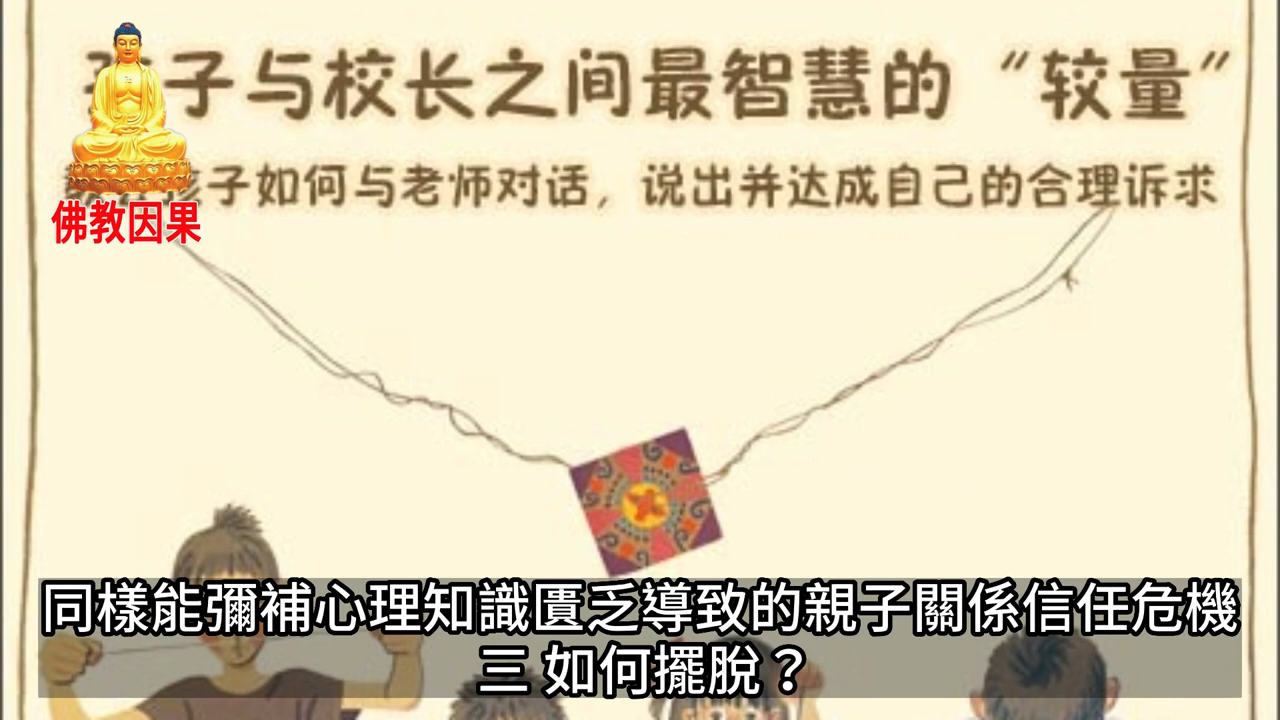 子与校长之间最智慧的“较量”
子如何与老师对话，说出并达成自己的合理诉求
佛教因果
同樣能彌補心理知識匱乏導致的親子關係信任危機
三 如何擺脫？